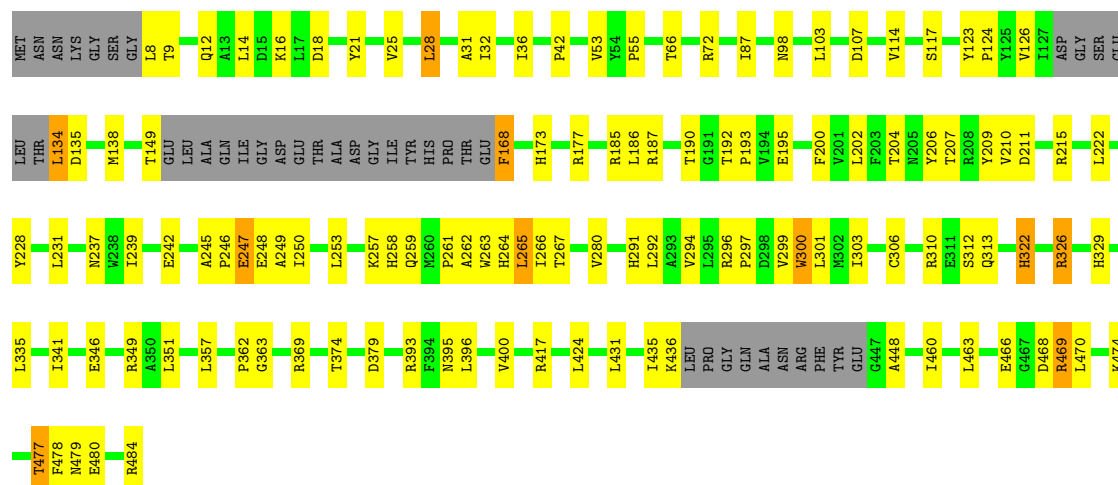 MET ASN ASN LYS GLY SER GLY L8 T9 Q12 A13 L14 D15 K16 L17 D18 Y21 V25 L28 A31 I32 I36 P42 V53 Y54 P55 T66 R72 I87 N98 L103 D107 V114 S117 Y123 P124 Y125 V126 I127 ASP GLY SER GLU
LEU THR L134 D135 M138 T149 GLU LEU ALA GLN ILE GLY ASP GLU THR ALA ASP GLY ILE TYR HIS PRO THR GLU F168 H173 R177 R185 L186 R187 T190 G191 T192 P193 V194 E195 F200 V201 L202 F203 T204 N205 Y206 T207 R208 Y209 V210 D211 R215 L222
Y228 L231 N237 W238 I239 E242 A245 P246 E247 E248 A249 I250 L253 K257 H258 Q259 M260 P261 A262 W263 H264 L265 I266 T267 V280 H291 L292 A293 V294 L295 R296 P297 D298 V299 W300 L301 M302 I303 C306 R310 E311 S312 Q313 H322 R326 H329
L335 I341 E346 R349 A350 L351 L357 P362 G363 R369 T374 D379 R393 F394 N395 L396 V400 R417 L424 L431 I435 K436 LEU PRO GLY GLN ALA ASN ARG PHE TYR GLU G447 A448 I460 L463 E466 G467 D468 R469 L470 K474
T477 F478 N479 E480 R484